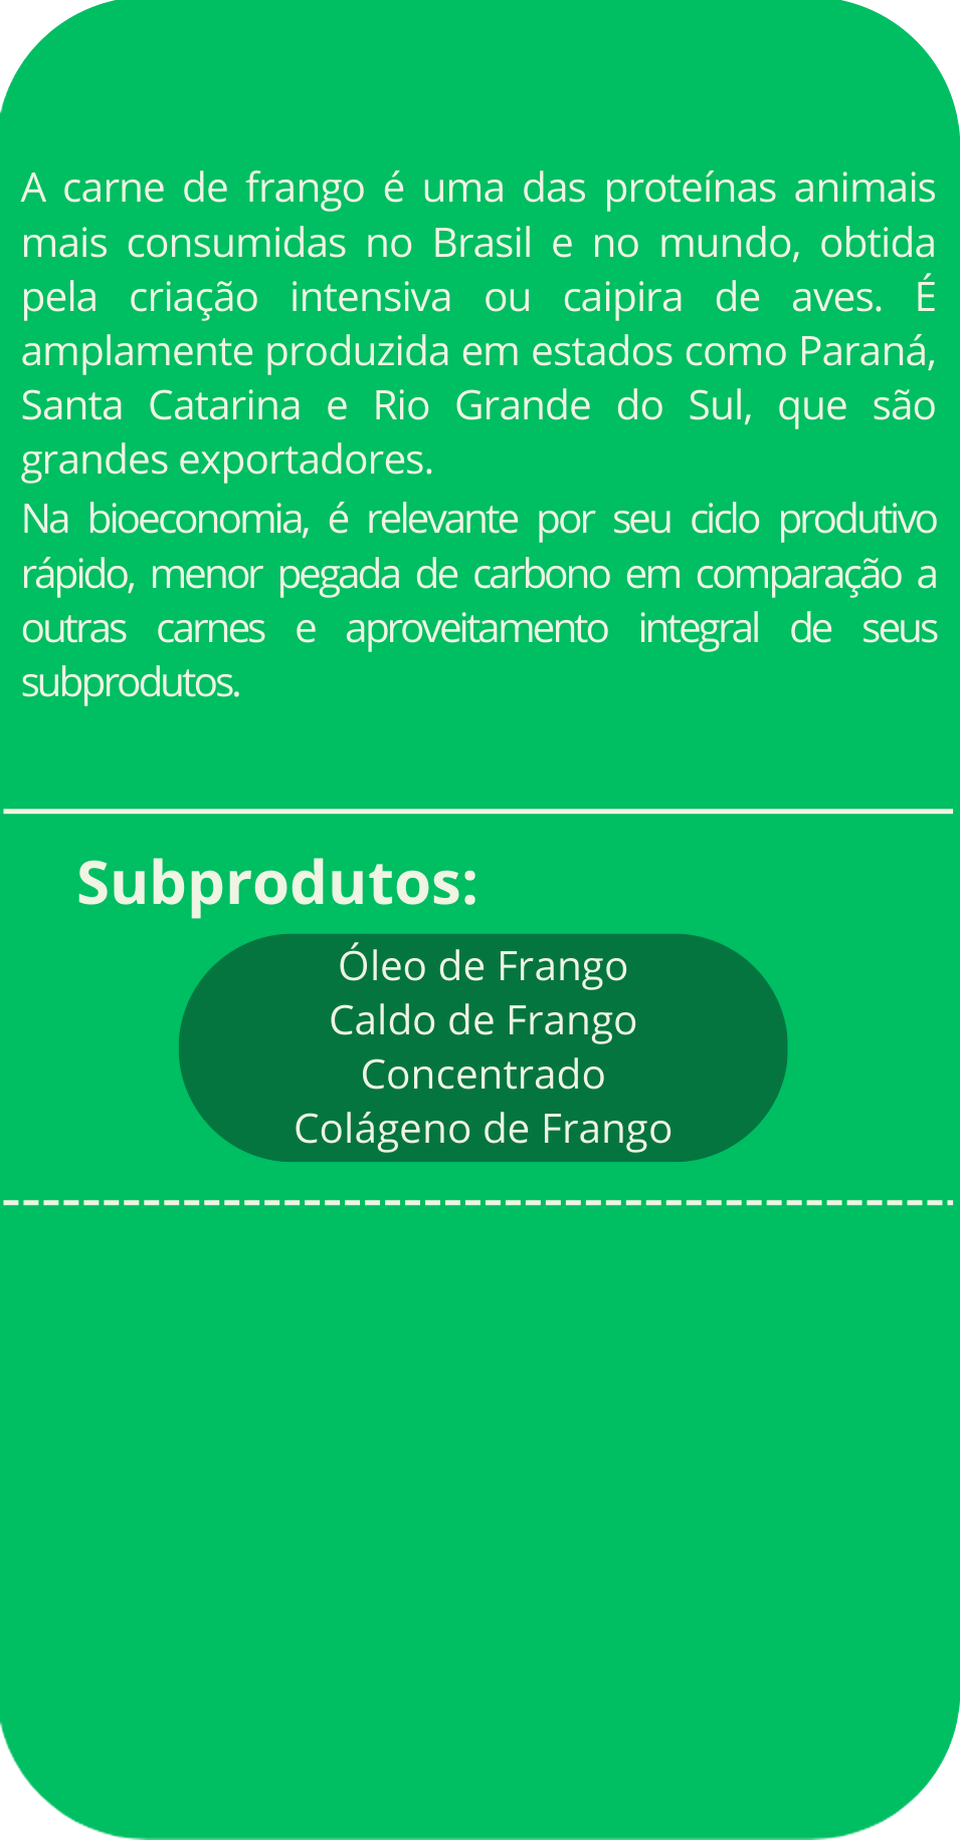 A carne de frango é uma das proteínas animais
mais consumidas no Brasil e no mundo, obtida
pela criação intensiva ou caipira de aves. É
amplamente produzida em estados como Paraná,
Santa Catarina e Rio Grande do Sul, que são
grandes exportadores.
Na bioeconomia, é relevante por seu ciclo produtivo
rápido, menor pegada de carbono em comparação a
outras carnes e aproveitamento integral de seus
subprodutos.
Subprodutos:
Óleo de Frango
Caldo de Frango
Concentrado
Colágeno de Frango